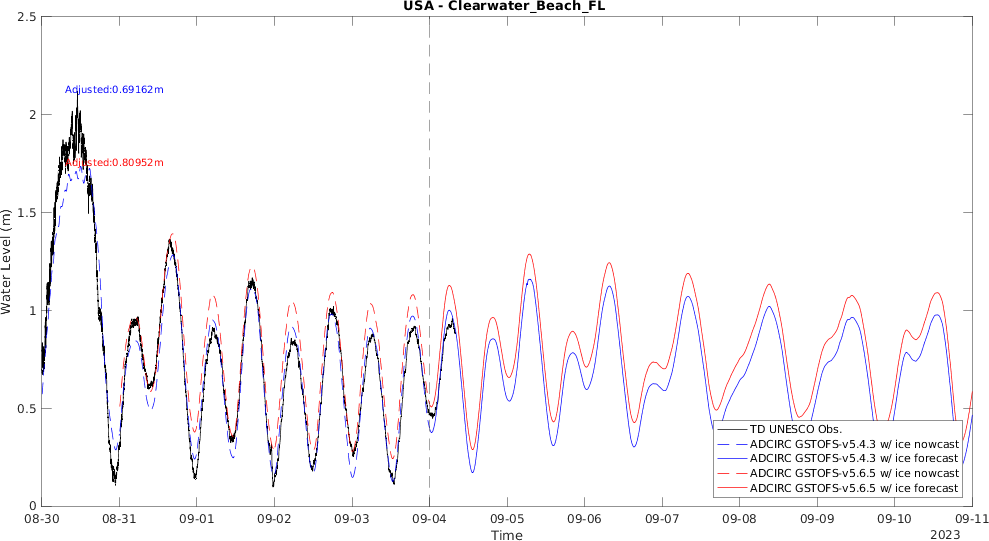 USA - Clearwater_Beach_FL
2.5
2
1.5
1
0.5
0
Water Level (m)
Adjusted:0.69162m
Adjusted:0.80952m
TD UNESCO Obs.
ADCIRC GSTOFS-v5.4.3 w/ ice nowcast
ADCIRC GSTOFS-v5.4.3 w/ ice forecast
ADCIRC GSTOFS-v5.6.5 w/ ice nowcast
ADCIRC GSTOFS-v5.6.5 w/ ice forecast
08-30 08-31 09-01 09-02 09-03 09-04 09-05 09-06 09-07 09-08 09-09 09-10 09-11
Time
2023